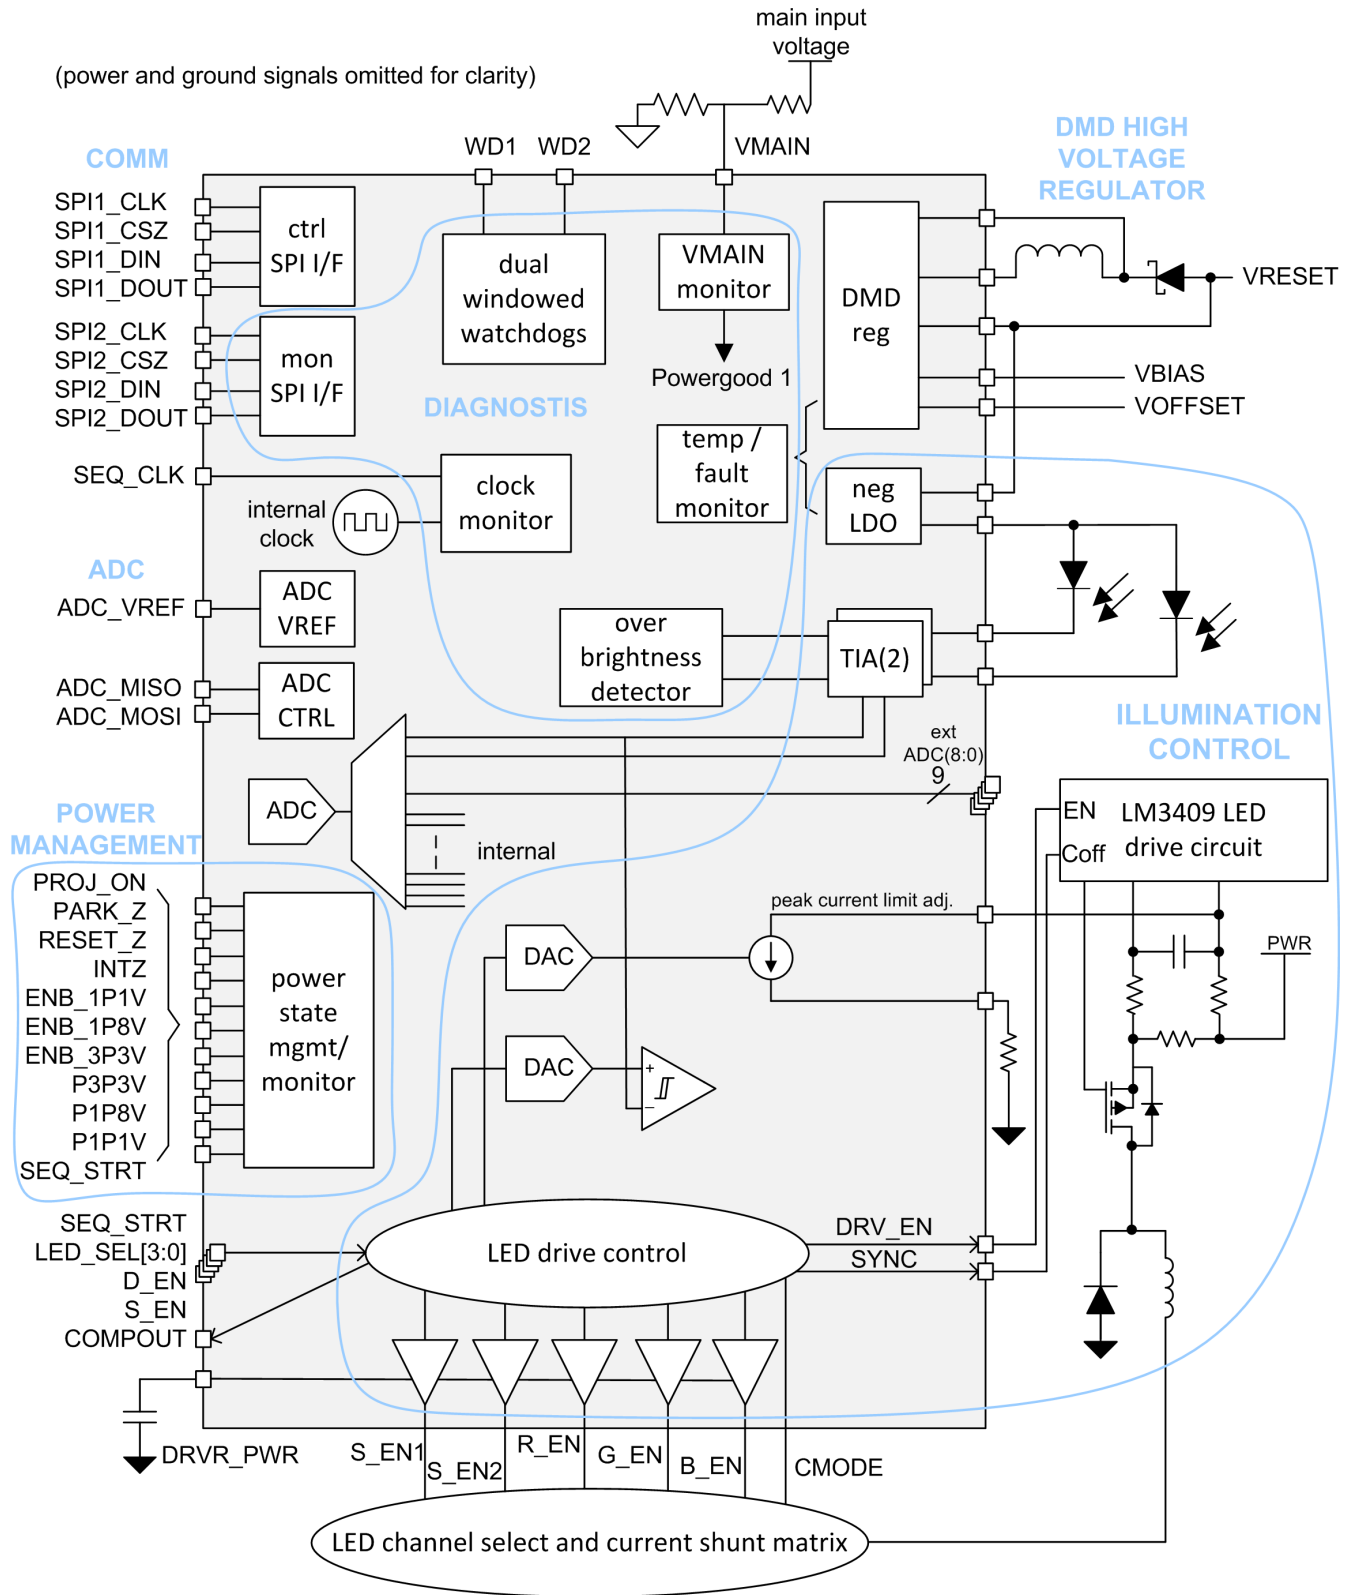 main input
voltage
(power and ground signals omitted for clarity)
WD1
WD2
VMAIN
DMD HIGH
VOLTAGE
REGULATOR
COMM
SPI1_CLK
SPI1_CSZ
SPI1_DIN
SPI1_DOUT
ctrl
SPI I/F
SPI2_CLK
SPI2_CSZ
SPI2_DIN
SPI2_DOUT
mon
SPI I/F
dual
windowed
watchdogs
VMAIN
monitor
Powergood 1
DMD
reg
VRESET
VBIAS
VOFFSET
DIAGNOSTIS
temp /
fault
monitor
neg
LDO
SEQ_CLK
clock
monitor
internal
clock
ADC
ADC_VREF
ADC
VREF
ADC_MISO
ADC_MOSI
ADC
CTRL
over
brightness
detector
TIA(2)
ext
ADC(8:0)
9
ILLUMINATION
CONTROL
ADC
internal
EN
Coff
LM3409 LED
drive circuit
POWER
MANAGEMENT
PROJ_ON
PARK_Z
RESET_Z
INTZ
ENB_1P1V
ENB_1P8V
ENB_3P3V
P3P3V
P1P8V
P1P1V
SEQ_STRT
power
state
mgmt/
monitor
peak current limit adj.
DAC
PWR
DAC
+
−
SEQ_STRT
LED_SEL[3:0]
D_EN
S_EN
COMPOUT
LED drive control
DRV_EN
SYNC
DRVR_PWR
S_EN1
S_EN2
R_EN
G_EN
B_EN
CMODE
LED channel select and current shunt matrix